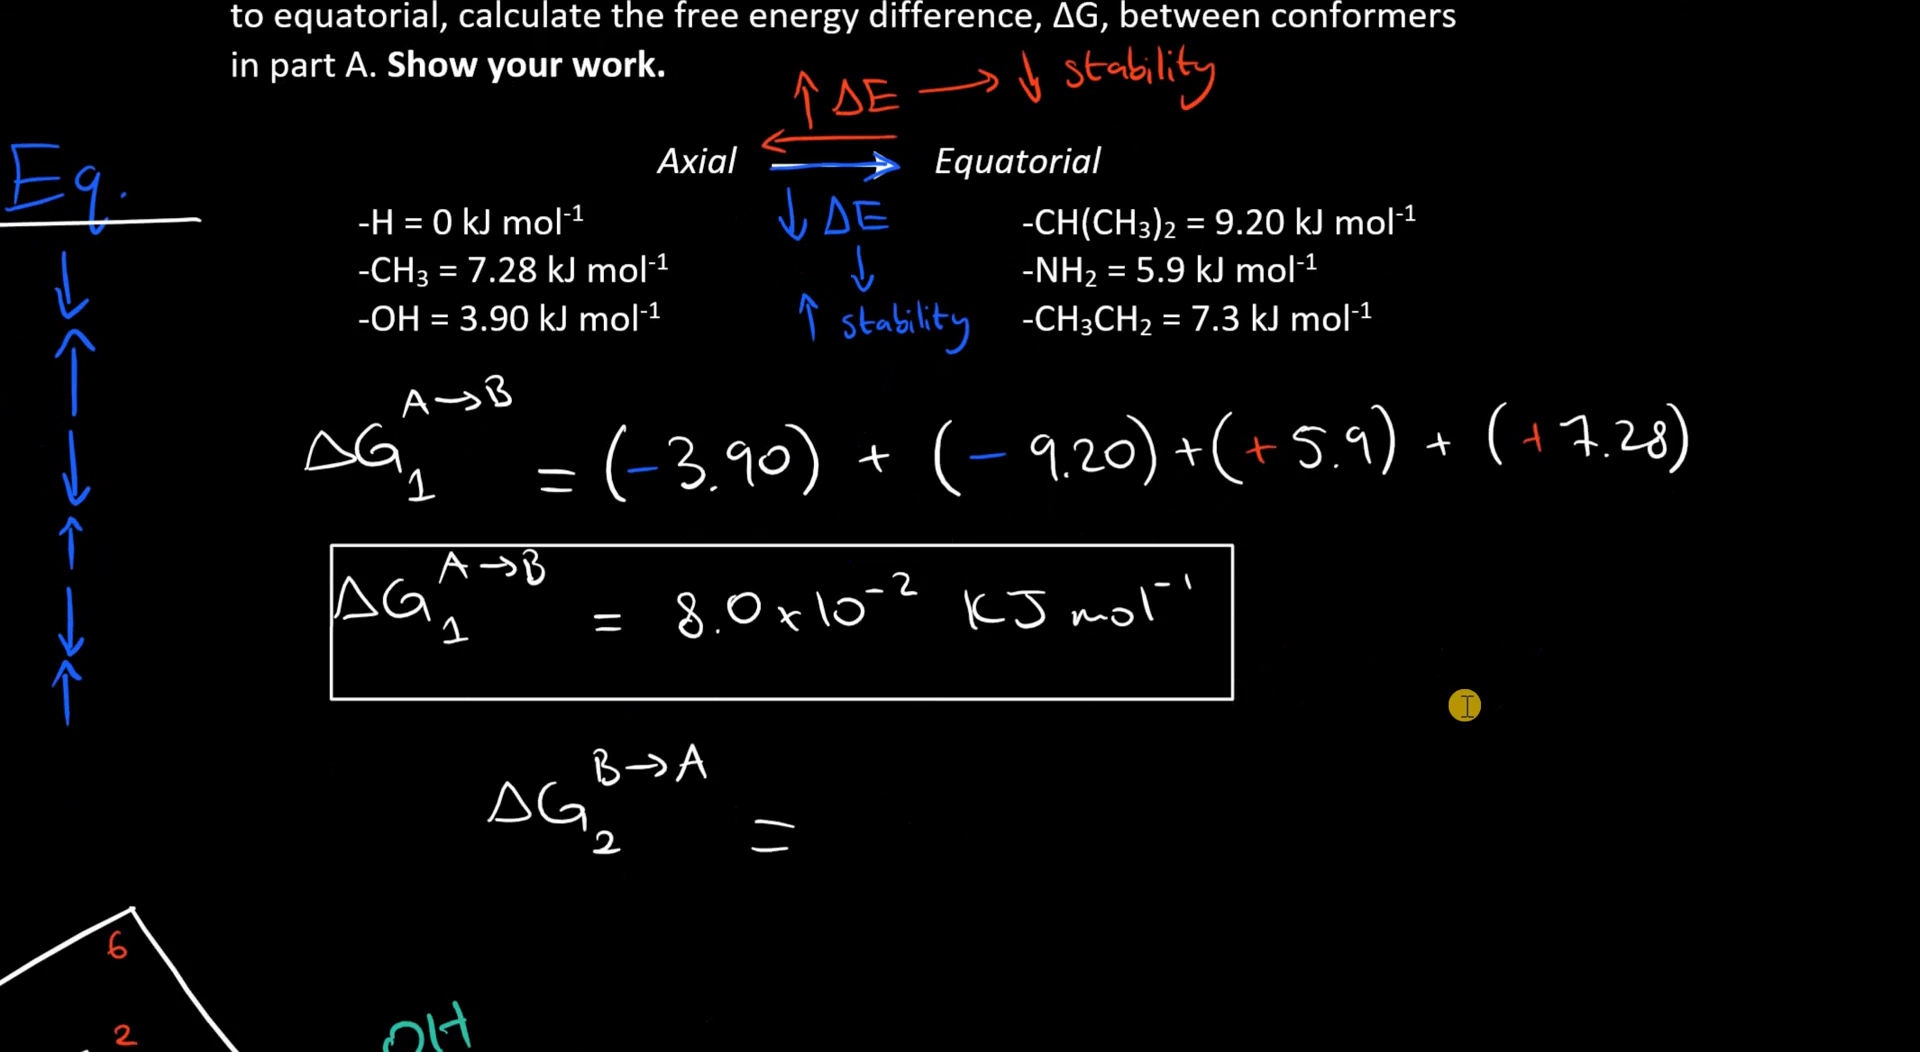 to equatorial, calculate the free energy difference, ΔG, between conformers
in part A. Show your work.
↑ ΔE → ↓ stability
Axial Equatorial
Eq.
↓ ΔE
↓
↑ stability
-H = 0 kJ mol⁻¹
-CH₃ = 7.28 kJ mol⁻¹
-OH = 3.90 kJ mol⁻¹
-CH(CH₃)₂ = 9.20 kJ mol⁻¹
-NH₂ = 5.9 kJ mol⁻¹
-CH₃CH₂ = 7.3 kJ mol⁻¹
ΔG₁ A→B = (-3.90) + (-9.20) + (+5.9) + (+7.28)
ΔG₁ A→B = 8.0 x 10⁻² KJ mol⁻¹
ΔG₂ B→A =
6
2
OH